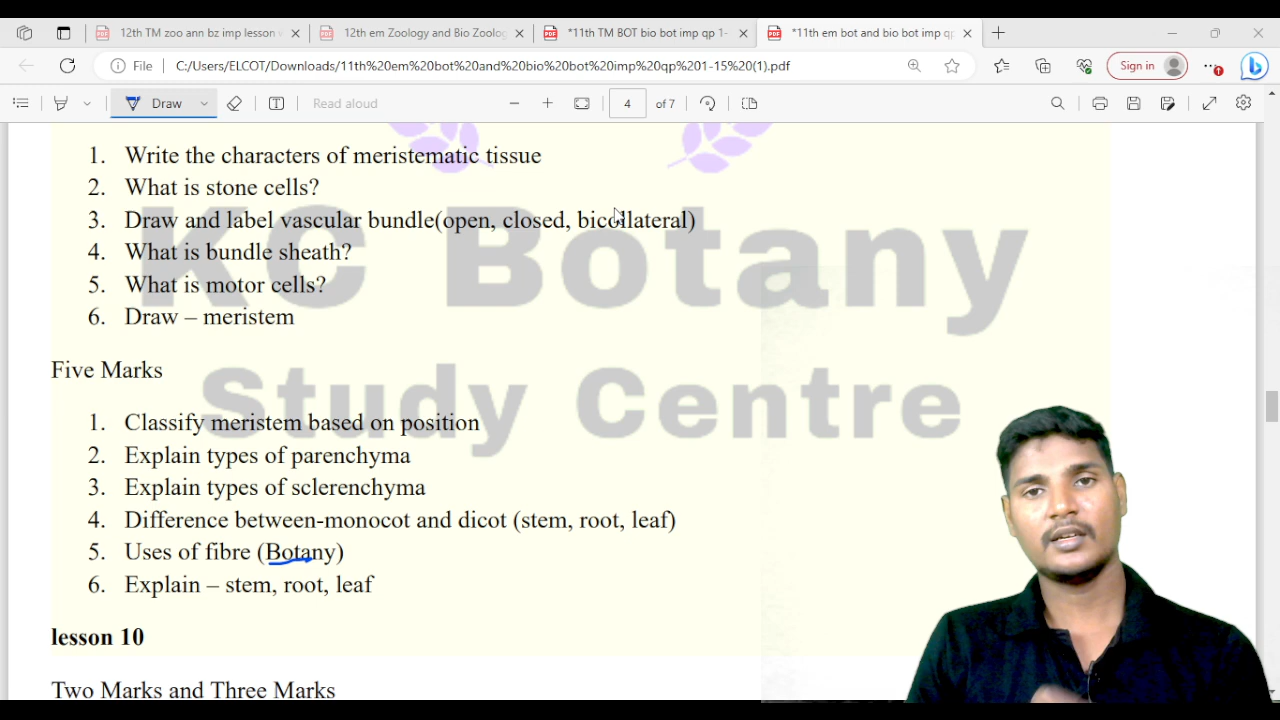 12th TM zoo ann bz imp lesson v
12th em Zoology and Bio Zoolog
*11th TM BOT bio bot imp qp 1-
*11th em bot and bio bot imp qp
File C:/Users/ELCOT/Downloads/11th%20em%20bot%20and%20bio%20bot%20imp%20qp%201-15%20(1).pdf
Sign in
Draw
Read aloud
4 of 7
1. Write the characters of meristematic tissue
2. What is stone cells?
3. Draw and label vascular bundle(open, closed, bicollateral)
4. What is bundle sheath?
5. What is motor cells?
6. Draw – meristem
KC Botany
Study Centre
Five Marks
1. Classify meristem based on position
2. Explain types of parenchyma
3. Explain types of sclerenchyma
4. Difference between-monocot and dicot (stem, root, leaf)
5. Uses of fibre (Botany)
6. Explain – stem, root, leaf
lesson 10
Two Marks and Three Marks